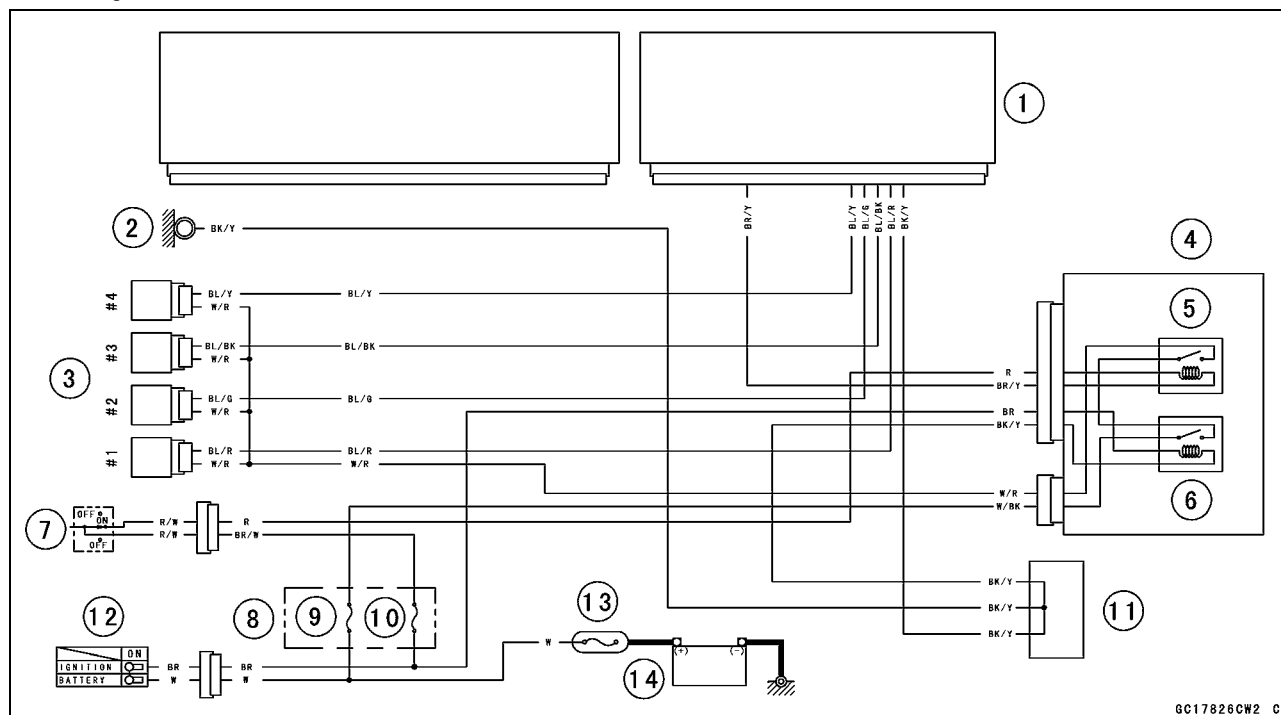 1
2
BK/Y
BR/Y
BL/Y
BL/G
BL/BK
BL/R
BK/Y
4
#4
BL/Y
BL/Y
W/R
5
#3
BL/BK
BL/BK
W/R
3
R
BR/Y
#2
BL/G
BL/G
W/R
BR
BK/Y
#1
BL/R
BL/R
W/R
W/R
W/R
W/BK
6
7
OFF
ON
OFF
R/W
R
R/W
BR/W
8
9
10
BK/Y
BK/Y
BK/Y
11
12
13
W
(+)
(-)
14
ON
IGNITION
BR
BR
BATTERY
W
W
GC17826CW2 C